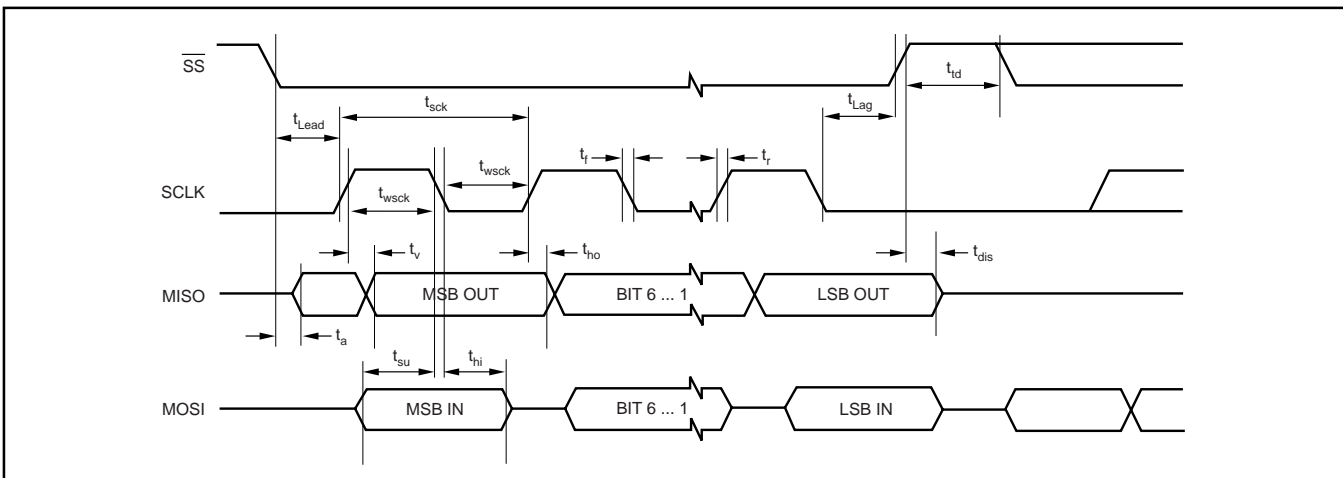 SS
t_td
t_sck
t_Lead
t_Lag
t_f
t_r
t_wsck
SCLK
t_wsck
t_v
t_ho
t_dis
MISO
MSB OUT
BIT 6 ... 1
LSB OUT
t_a
t_su
t_hi
MOSI
MSB IN
BIT 6 ... 1
LSB IN